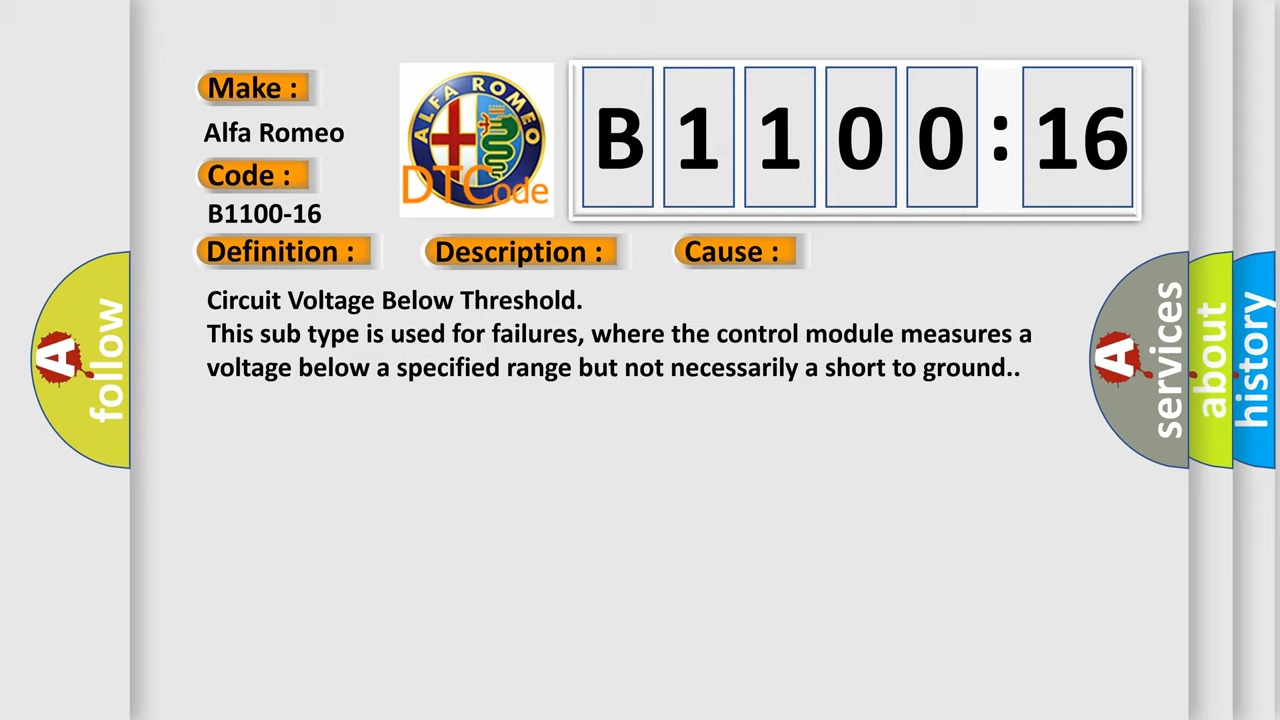 Make :
Alfa Romeo
Code :
B1100-16
ALFA ROMEO
DTCode
B 1 1 0 0 : 16
Definition :
Description :
Cause :
Circuit Voltage Below Threshold.
This sub type is used for failures, where the control module measures a
voltage below a specified range but not necessarily a short to ground..
A
follow
A
services
about
history